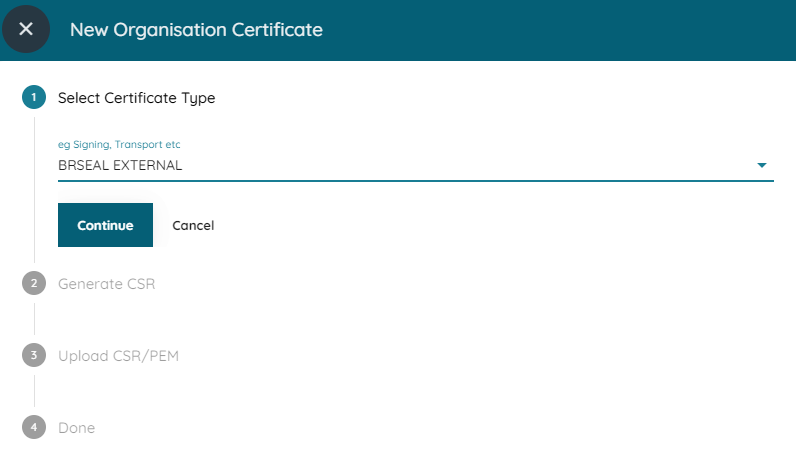 New Organisation Certificate
1 Select Certificate Type
eg Signing, Transport etc
BRSEAL EXTERNAL
Continue Cancel
2 Generate CSR
3 Upload CSR/PEM
4 Done